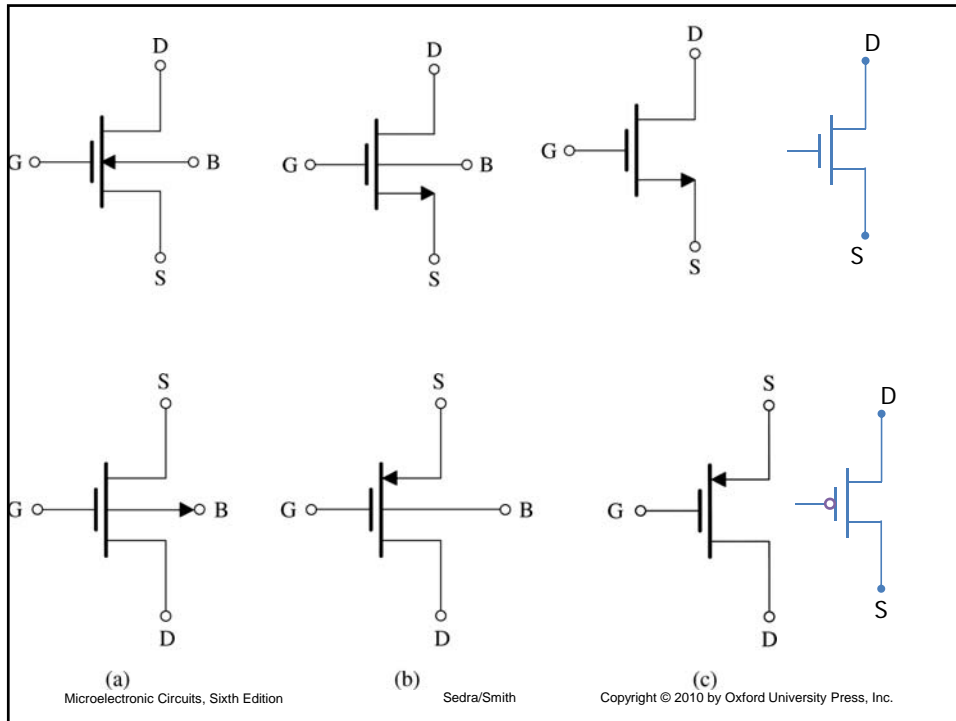 D
D
D
D
G
B
G
B
G
S
S
S
S
S
S
S
D
G
B
G
B
G
D
D
D
S
(a)
(b)
(c)
Microelectronic Circuits, Sixth Edition
Sedra/Smith
Copyright © 2010 by Oxford University Press, Inc.